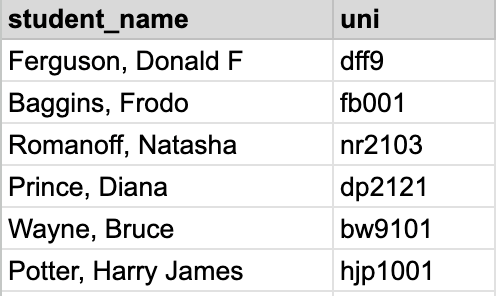 student_name uni
Ferguson, Donald F dff9
Baggins, Frodo fb001
Romanoff, Natasha nr2103
Prince, Diana dp2121
Wayne, Bruce bw9101
Potter, Harry James hjp1001